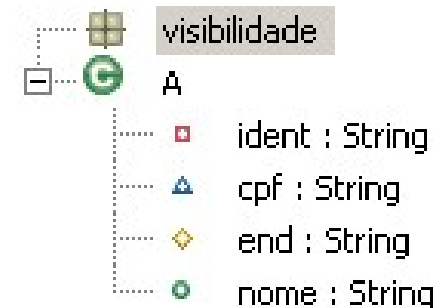 visibilidade
A
ident : String
cpf : String
end : String
nome : String